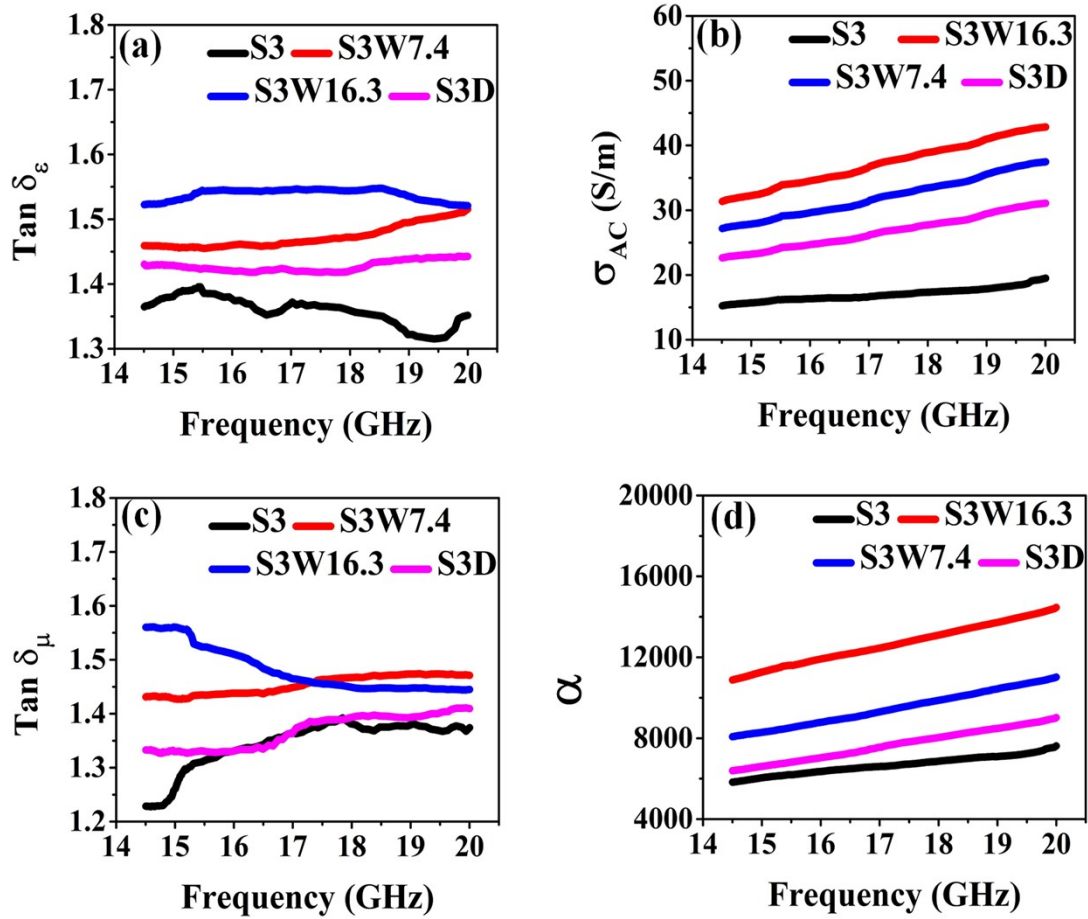 (a)
S3 S3W7.4
S3W16.3 S3D
1.8
1.7
1.6
1.5
1.4
1.3
14 15 16 17 18 19 20
Tan δε
Frequency (GHz)
(b)
S3 S3W16.3
S3W7.4 S3D
60
50
40
30
20
10
14 15 16 17 18 19 20
σAC (S/m)
Frequency (GHz)
(c)
S3 S3W7.4
S3W16.3 S3D
1.8
1.7
1.6
1.5
1.4
1.3
1.2
14 15 16 17 18 19 20
Tan δμ
Frequency (GHz)
(d)
S3 S3W16.3
S3W7.4 S3D
20000
16000
12000
8000
4000
14 15 16 17 18 19 20
α
Frequency (GHz)